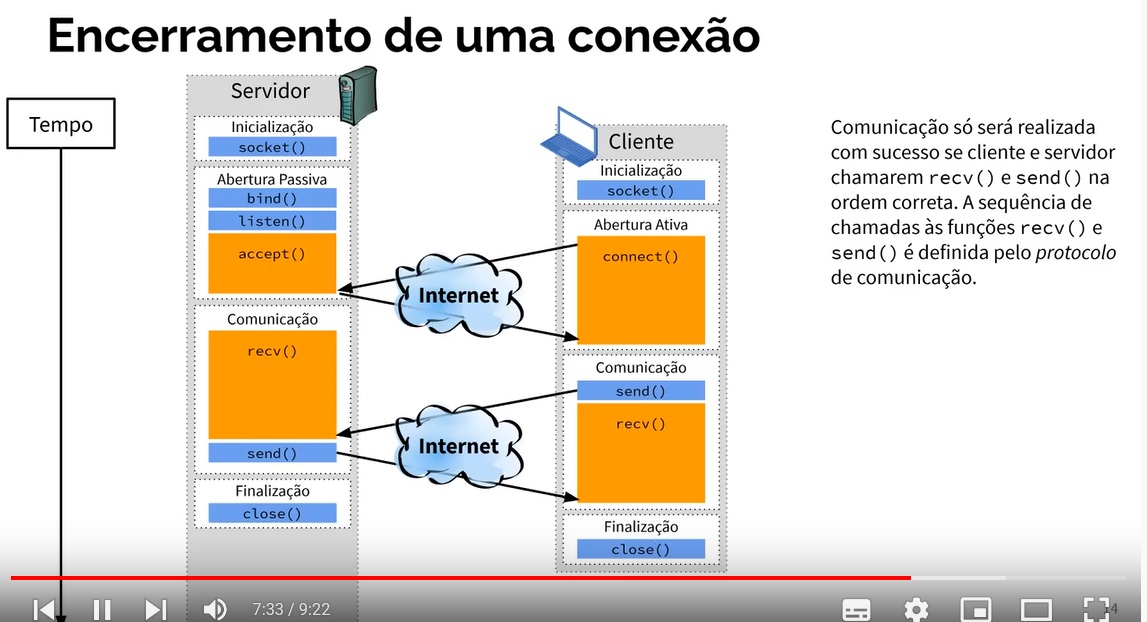 Encerramento de uma conexão
Tempo
Servidor
Inicialização
socket()
Abertura Passiva
bind()
listen()
accept()
Comunicação
recv()
send()
Finalização
close()
Internet
Internet
Cliente
Inicialização
socket()
Abertura Ativa
connect()
Comunicação
send()
recv()
Finalização
close()
Comunicação só será realizada
com sucesso se cliente e servidor
chamarem recv() e send() na
ordem correta. A sequência de
chamadas às funções recv() e
send() é definida pelo protocolo
de comunicação.
7:33 / 9:22